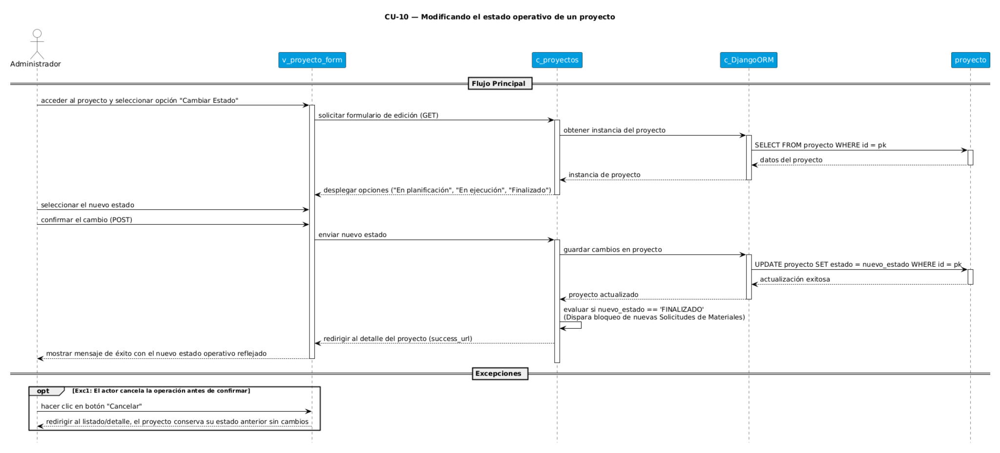 CU-10 — Modificando el estado operativo de un proyecto
Administrador
v_proyecto_form
c_proyectos
c_DjangoORM
proyecto
Flujo Principal
acceder al proyecto y seleccionar opción "Cambiar Estado"
solicitar formulario de edición (GET)
obtener instancia del proyecto
SELECT FROM proyecto WHERE id = pk
datos del proyecto
instancia de proyecto
desplegar opciones ("En planificación", "En ejecución", "Finalizado")
seleccionar el nuevo estado
confirmar el cambio (POST)
enviar nuevo estado
guardar cambios en proyecto
UPDATE proyecto SET estado = nuevo_estado WHERE id = pk
actualización exitosa
proyecto actualizado
evaluar si nuevo_estado == 'FINALIZADO'
(Dispara bloqueo de nuevas Solicitudes de Materiales)
redirigir al detalle del proyecto (success_url)
mostrar mensaje de éxito con el nuevo estado operativo reflejado
Excepciones
opt [Exc1: El actor cancela la operación antes de confirmar]
hacer clic en botón "Cancelar"
redirigir al listado/detalle, el proyecto conserva su estado anterior sin cambios